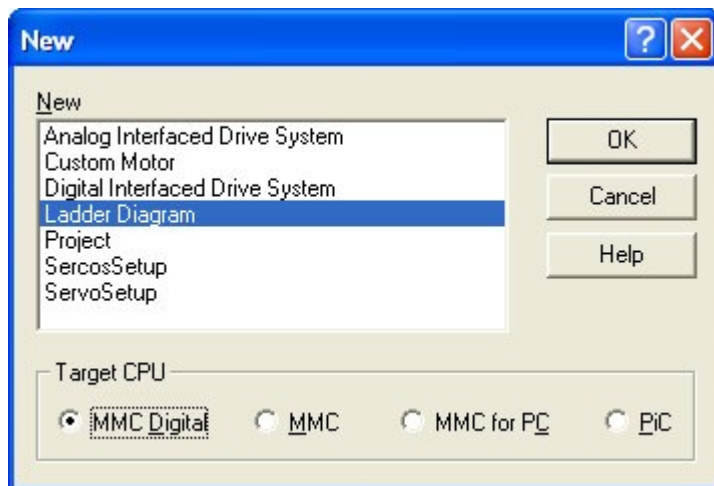 New
New
Analog Interfaced Drive System
Custom Motor
Digital Interfaced Drive System
Ladder Diagram
Project
SercosSetup
ServoSetup
OK
Cancel
Help
Target CPU
MMC Digital MMC MMC for PC PiC